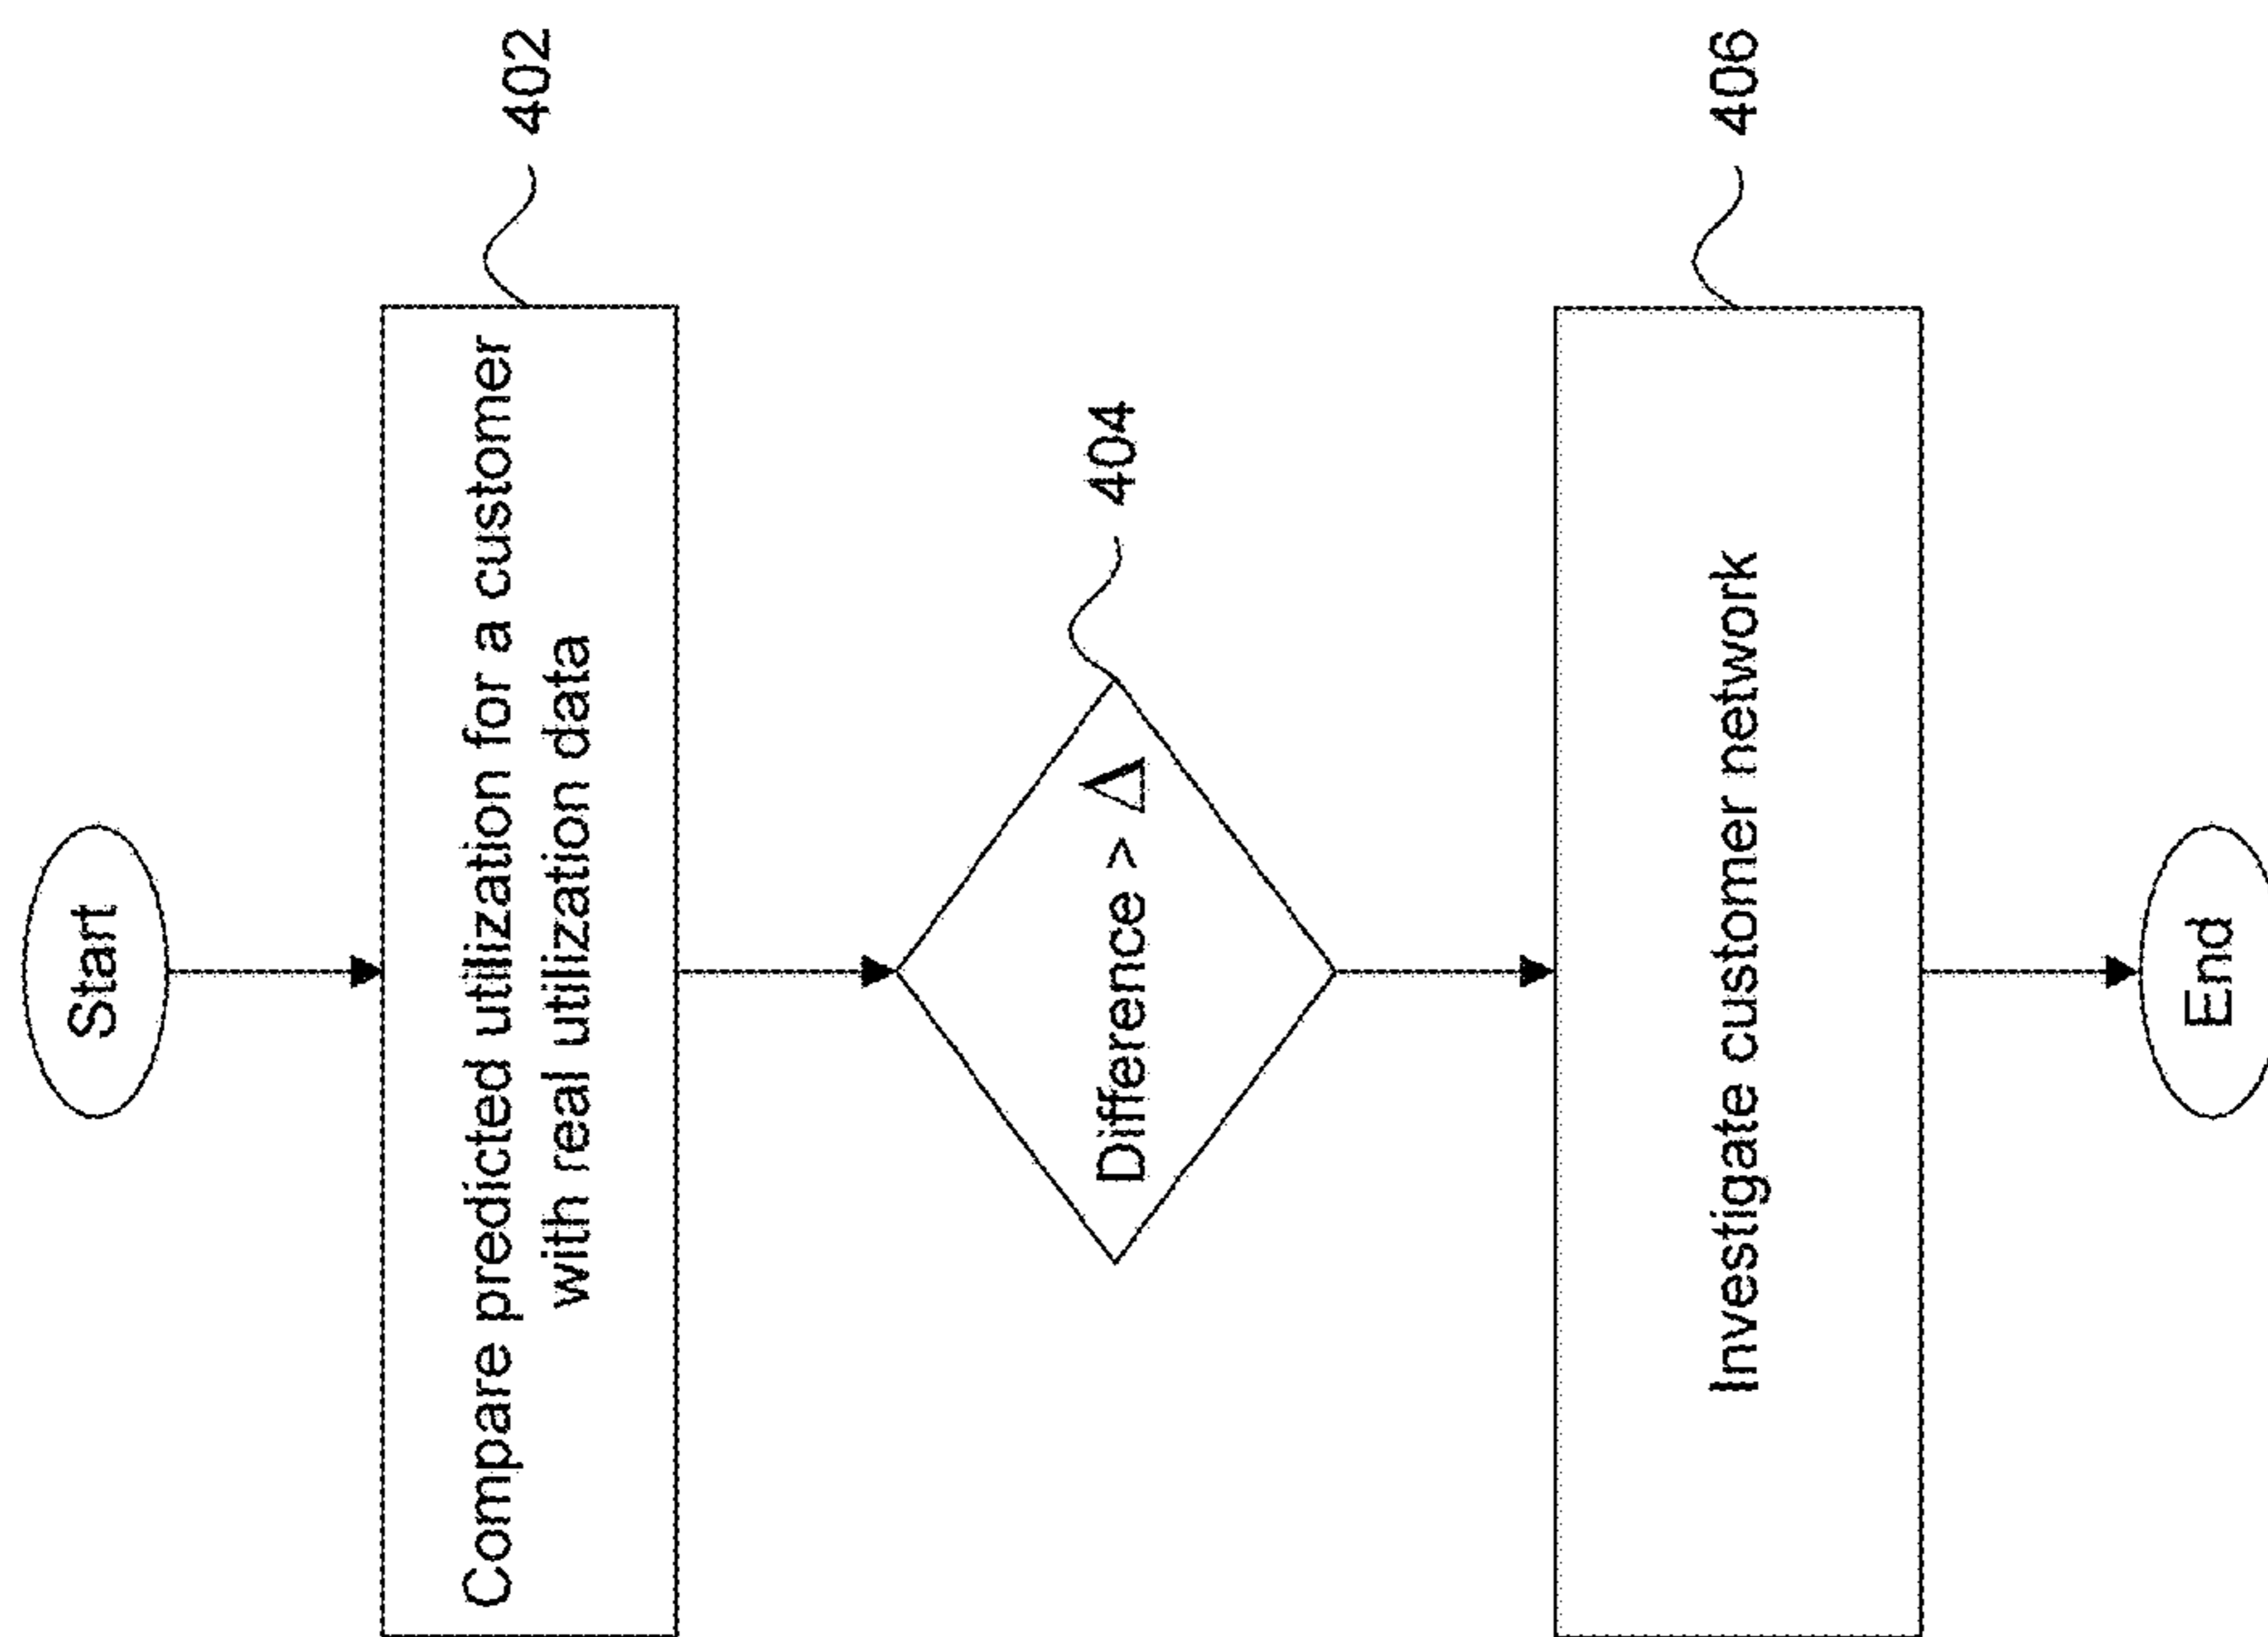 Start
Compare predicted utilization for a customer
with real utilization data
402
Difference > Δ
404
Investigate customer network
406
End